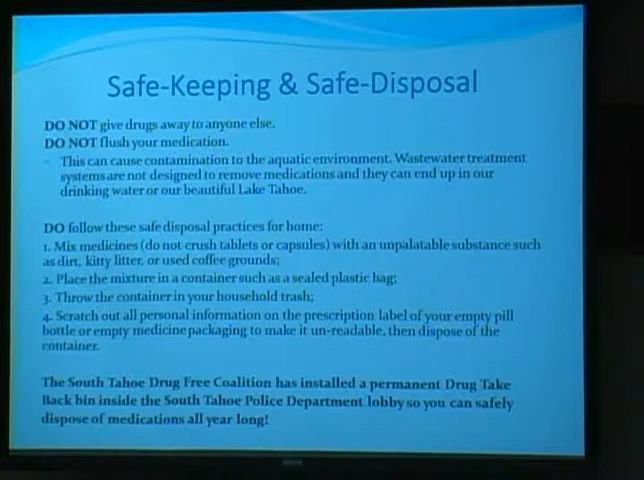 Safe-Keeping & Safe-Disposal
DO NOT give drugs away to anyone else.
DO NOT flush your medication.
- This can cause contamination to the aquatic environment. Wastewater treatment
systems are not designed to remove medications and they can end up in our
drinking water or our beautiful Lake Tahoe.
DO follow these safe disposal practices for home:
1. Mix medicines (do not crush tablets or capsules) with an unpalatable substance such
as dirt, kitty litter, or used coffee grounds;
2. Place the mixture in a container such as a sealed plastic bag;
3. Throw the container in your household trash;
4. Scratch out all personal information on the prescription label of your empty pill
bottle or empty medicine packaging to make it un-readable, then dispose of the
container.
The South Tahoe Drug Free Coalition has installed a permanent Drug Take
Back bin inside the South Tahoe Police Department lobby so you can safely
dispose of medications all year long!